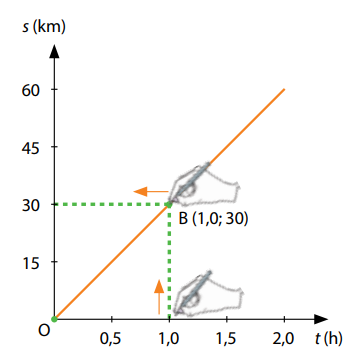 s (km)
60
45
30
B (1,0; 30)
15
O
0,5 1,0 1,5 2,0 t (h)